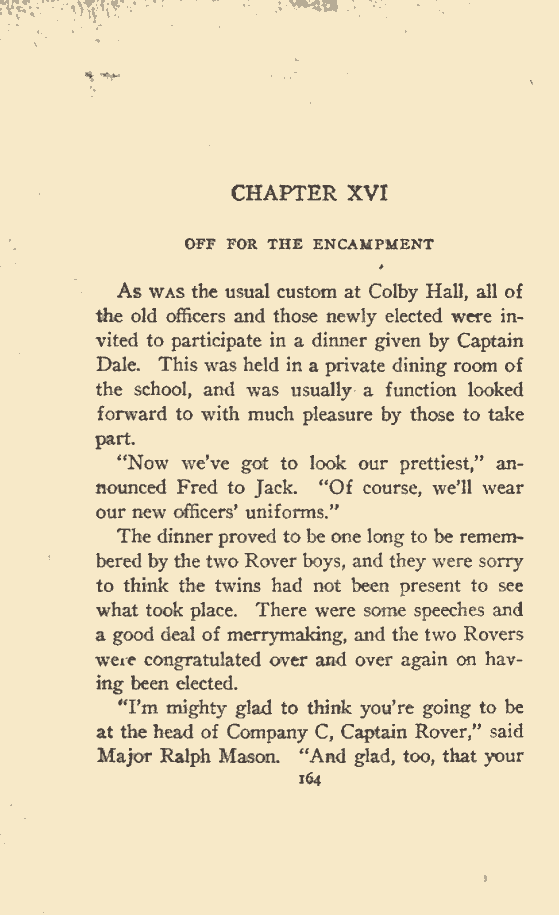 CHAPTER XVI
OFF FOR THE ENCAMPMENT
As was the usual custom at Colby Hall, all of
the old officers and those newly elected were in-
vited to participate in a dinner given by Captain
Dale. This was held in a private dining room of
the school, and was usually a function looked
forward to with much pleasure by those to take
part.
"Now we've got to look our prettiest," an-
nounced Fred to Jack. "Of course, we'll wear
our new officers' uniforms."
The dinner proved to be one long to be remem-
bered by the two Rover boys, and they were sorry
to think the twins had not been present to see
what took place. There were some speeches and
a good deal of merrymaking, and the two Rovers
were congratulated over and over again on hav-
ing been elected.
"I'm mighty glad to think you're going to be
at the head of Company C, Captain Rover," said
Major Ralph Mason. "And glad, too, that your
164